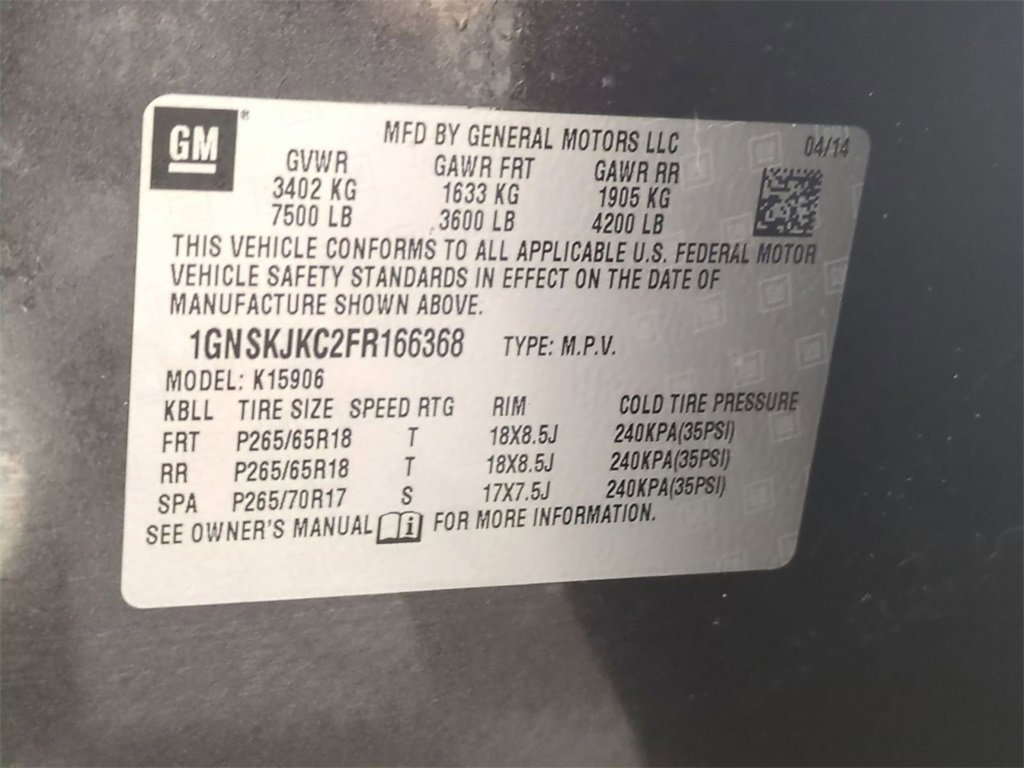 GM ®
MFD BY GENERAL MOTORS LLC 04/14
GVWR GAWR FRT GAWR RR
3402 KG 1633 KG 1905 KG
7500 LB 3600 LB 4200 LB
THIS VEHICLE CONFORMS TO ALL APPLICABLE U.S. FEDERAL MOTOR
VEHICLE SAFETY STANDARDS IN EFFECT ON THE DATE OF
MANUFACTURE SHOWN ABOVE.
1GNSKJKC2FR166368 TYPE: M.P.V.
MODEL: K15906
KBLL TIRE SIZE SPEED RTG RIM COLD TIRE PRESSURE
FRT P265/65R18 T 18X8.5J 240KPA(35PSI)
RR P265/65R18 T 18X8.5J 240KPA(35PSI)
SPA P265/70R17 S 17X7.5J 240KPA(35PSI)
SEE OWNER'S MANUAL i FOR MORE INFORMATION.